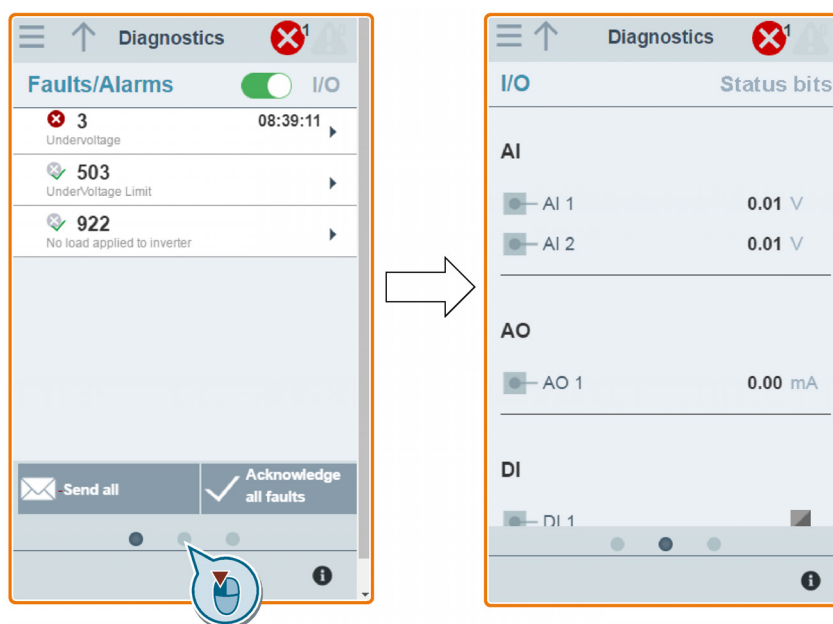 Diagnostics
1
Faults/Alarms
I/O
3
08:39:11
Undervoltage
503
UnderVoltage Limit
922
No load applied to inverter
-Send all
Acknowledge
all faults
Diagnostics
1
I/O
Status bits
AI
AI 1
0.01 V
AI 2
0.01 V
AO
AO 1
0.00 mA
DI
DI 1